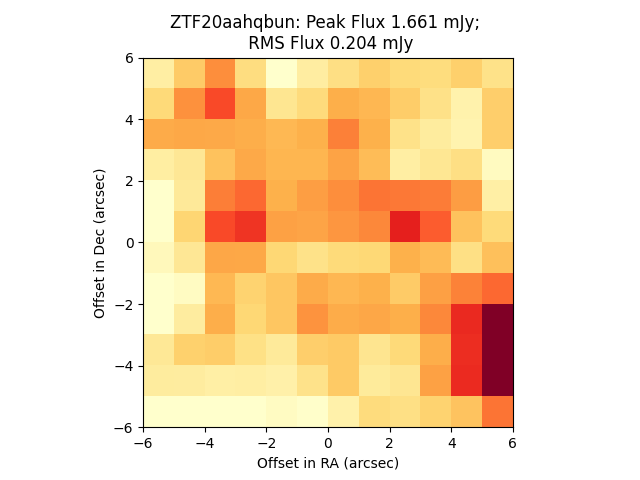 ZTF20aahqbun: Peak Flux 1.661 mJy;
RMS Flux 0.204 mJy
6
4
2
0
−2
−4
−6
Offset in Dec (arcsec)
−6 −4 −2 0 2 4 6
Offset in RA (arcsec)